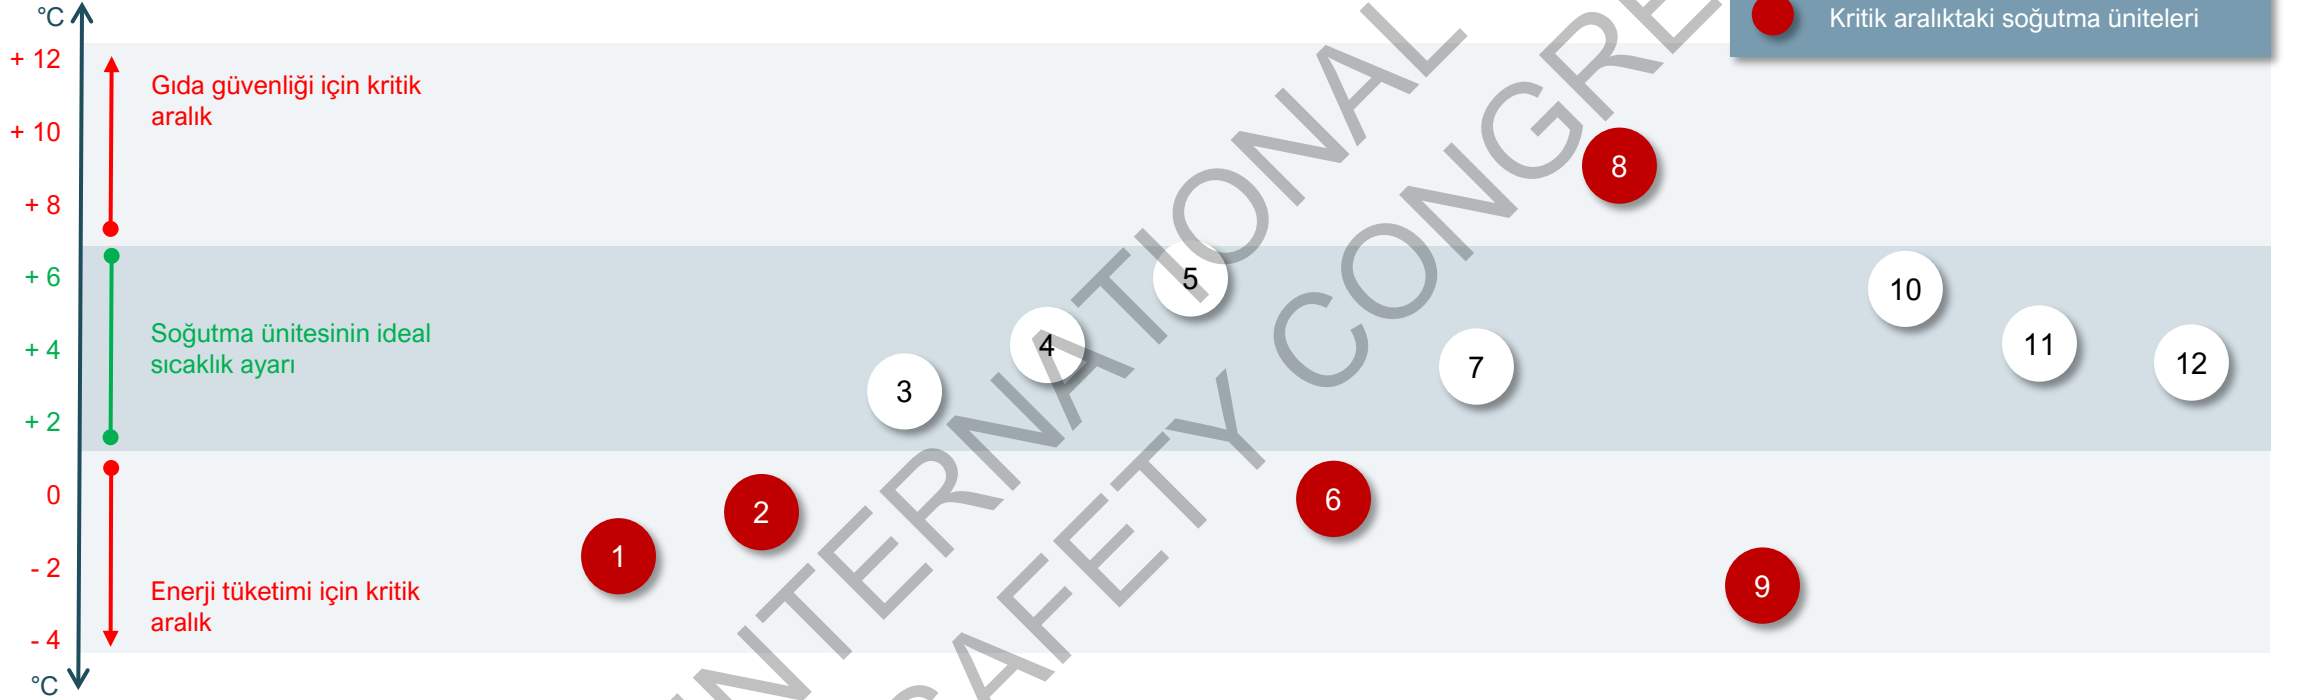 °C
Kritik aralıktaki soğutma üniteleri
+ 12
Gıda güvenliği için kritik
aralık
+ 10
8
+ 8
+ 6
5
10
Soğutma ünitesinin ideal
sıcaklık ayarı
+ 4
4
11
7
12
3
+ 2
0
6
2
1
- 2
9
Enerji tüketimi için kritik
aralık
- 4
°C
INTERNATIONAL
SAFETY CONGRE